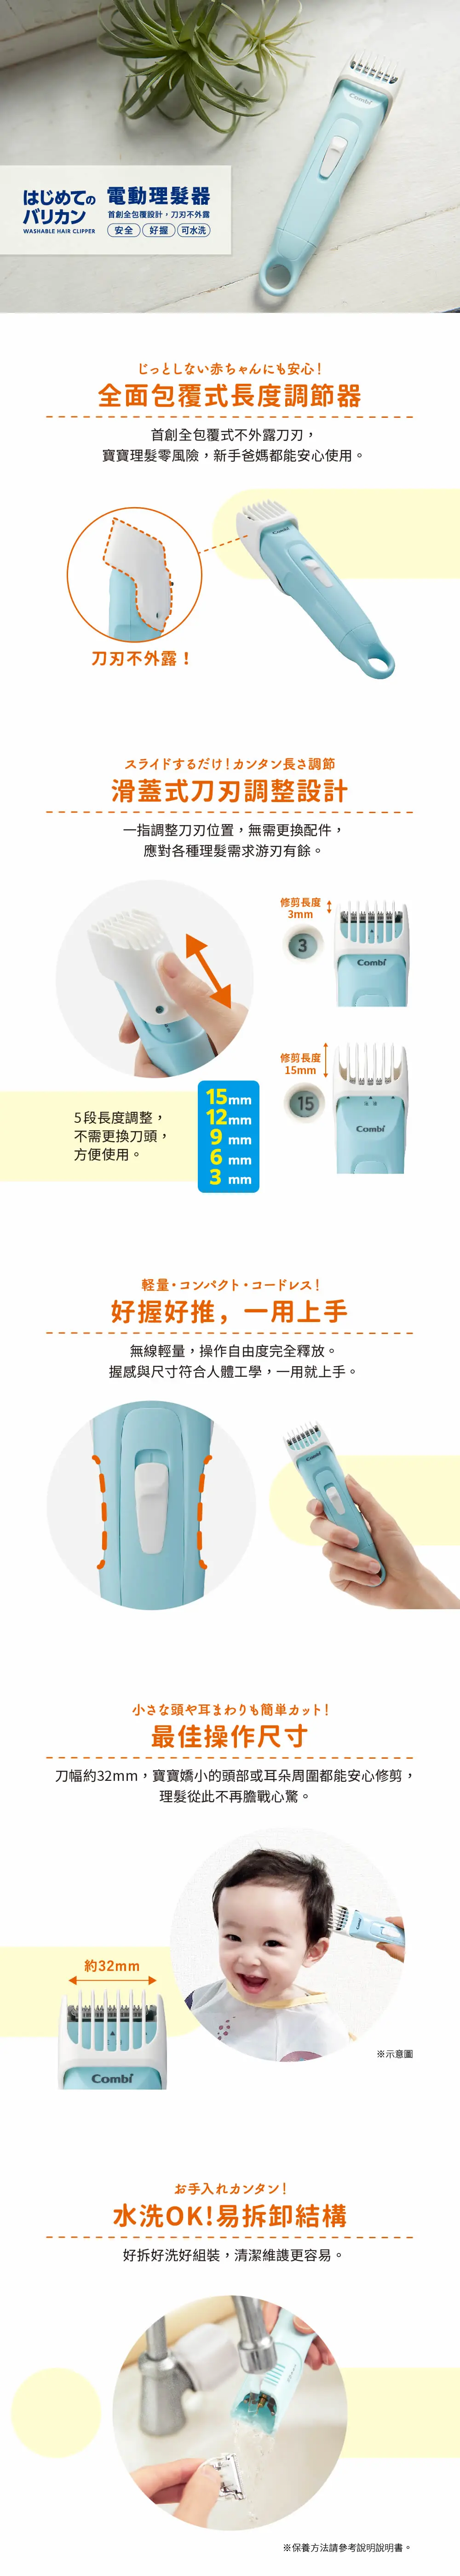 Combi
はじめての
バリカン
WASHABLE HAIR CLIPPER
電動理髮器
首創全包覆設計，刀刃不外露
安全 好握 可水洗
じっとしない赤ちゃんにも安心！
全面包覆式長度調節器
首創全包覆式不外露刀刃，
寶寶理髮零風險，新手爸媽都能安心使用。
Combi
刀刃不外露！
スライドするだけ！カンタン長さ調節
滑蓋式刀刃調整設計
一指調整刀刃位置，無需更換配件，
應對各種理髮需求游刃有餘。
修剪長度
3mm
3
Combi
修剪長度
15mm
15
Combi
5段長度調整，
不需更換刀頭，
方便使用。
15mm
12mm
9 mm
6 mm
3 mm
軽量・コンパクト・コードレス！
好握好推，一用上手
無線輕量，操作自由度完全釋放。
握感與尺寸符合人體工學，一用就上手。
Combi
小さな頭や耳まわりも簡単カット！
最佳操作尺寸
刀幅約32mm，寶寶嬌小的頭部或耳朵周圍都能安心修剪，
理髮從此不再膽戰心驚。
Combi
約32mm
Combi
※示意圖
お手入れカンタン！
水洗OK!易拆卸結構
好拆好洗好組裝，清潔維護更容易。
※保養方法請參考說明說明書。